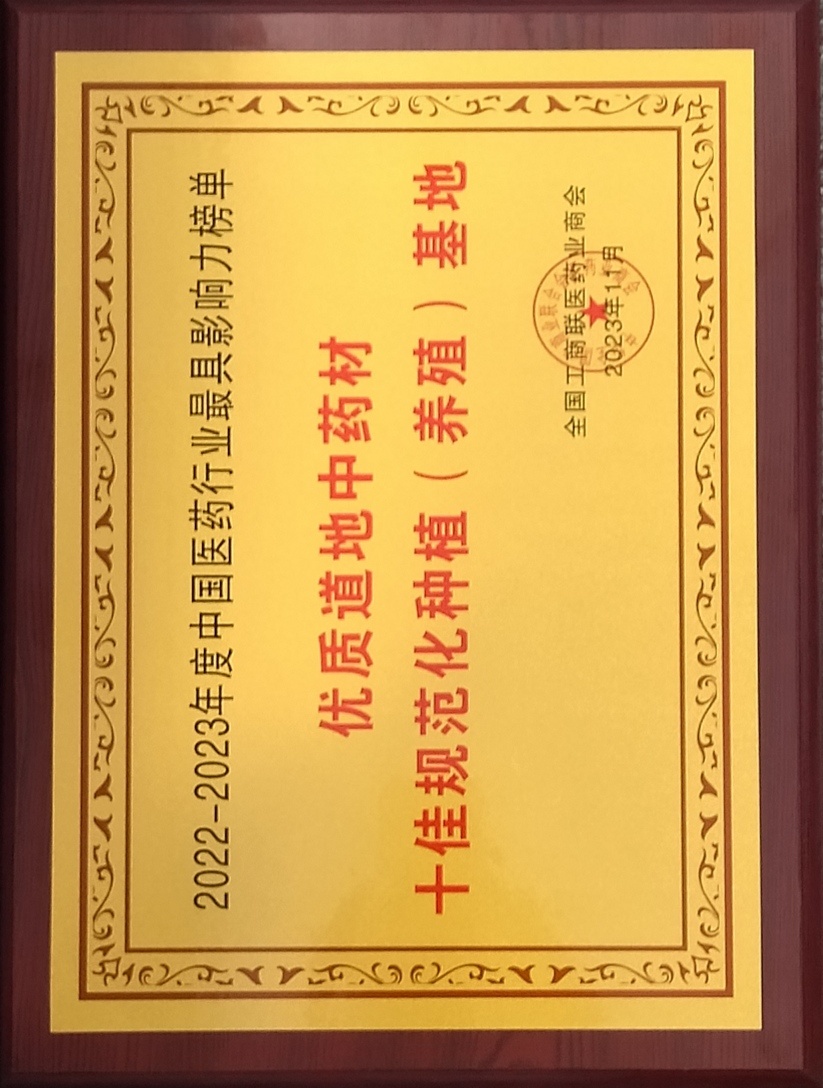 2022-2023年度中国医药行业最具影响力榜单
优质道地中药材
十佳规范化种植（养殖）基地
全国工商联医药业商会
2023年11月